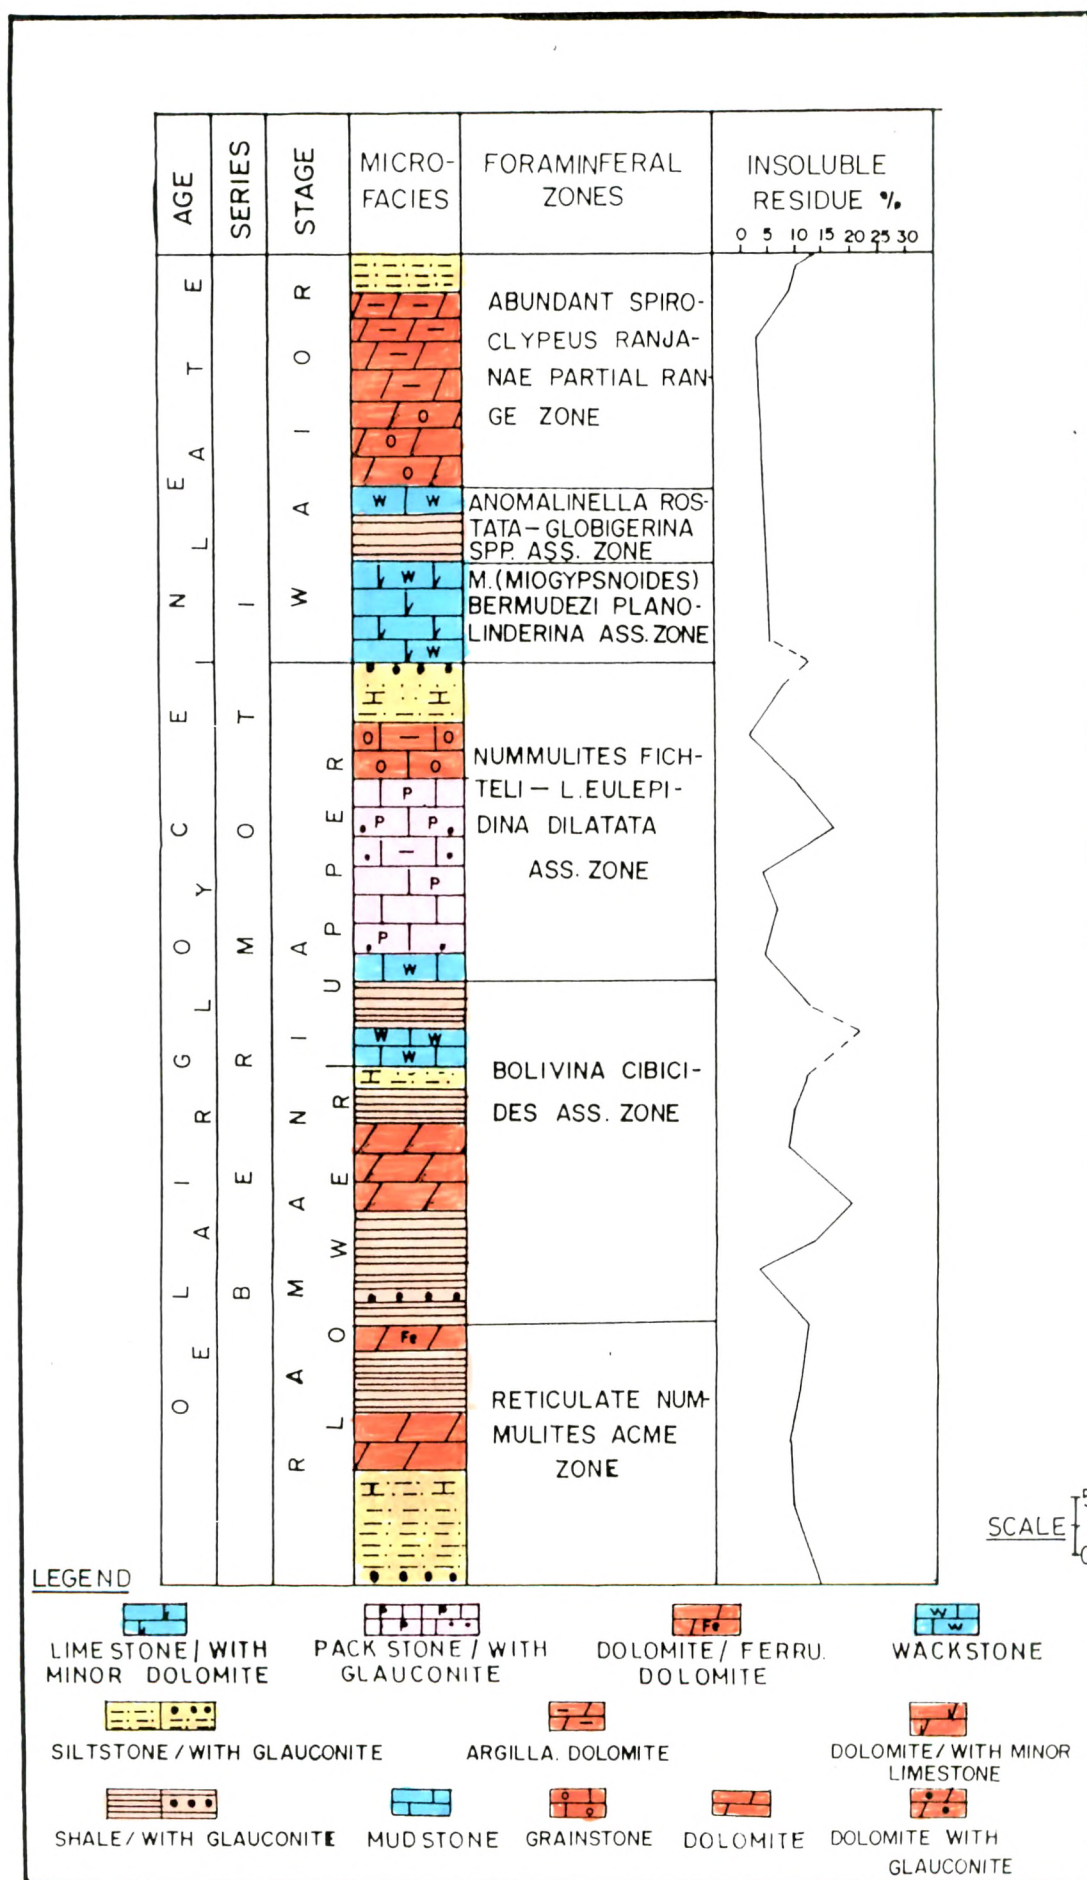 AGE
SERIES
STAGE
MICRO-
FACIES
FORAMINFERAL
ZONES
INSOLUBLE
RESIDUE %
0 5 10 15 20 25 30
LATE
EARLY
OLIGOCENE
BERMOTI
WAIOR
RAMANIA
UPPER
LOWER
ABUNDANT SPIRO-
CLYPEUS RANJA-
NAE PARTIAL RAN-
GE ZONE
W W
ANOMALINELLA ROS-
TATA-GLOBIGERINA
SPP. ASS. ZONE
W
W
M.(MIOGYPSNOIDES)
BERMUDEZI PLANO-
LINDERINA ASS. ZONE
NUMMULITES FICH-
TELI - L. EULEPI-
DINA DILATATA
ASS. ZONE
P
P P
P
P
W
W W
W
BOLIVINA CIBICI-
DES ASS. ZONE
Fe
RETICULATE NUM-
MULITES ACME
ZONE
SCALE
5
0
LEGEND
P P
P P
Fe
W W
W
LIMESTONE/WITH
MINOR DOLOMITE
PACK STONE/WITH
GLAUCONITE
DOLOMITE/FERRU.
DOLOMITE
WACKSTONE
SILTSTONE/WITH GLAUCONITE
ARGILLA. DOLOMITE
DOLOMITE/WITH MINOR
LIMESTONE
SHALE/WITH GLAUCONITE
MUDSTONE
GRAINSTONE
DOLOMITE
DOLOMITE WITH
GLAUCONITE